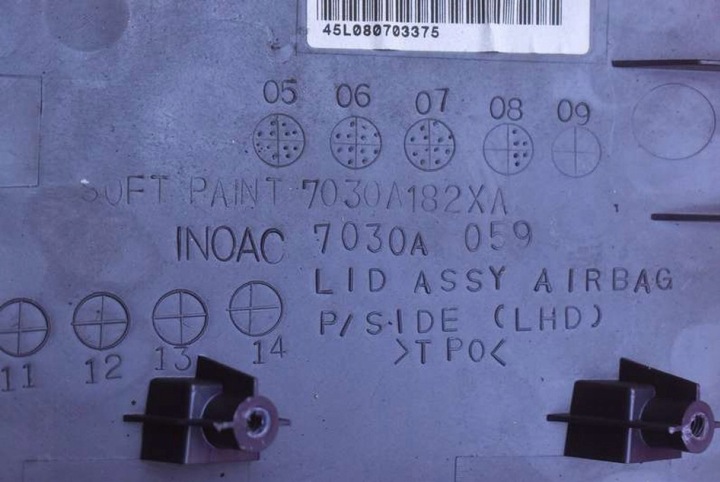 45L080703375
05 06 07 08 09
SOFT PAINT 7030A182XA
INOAC 7030A 059
LID ASSY AIRBAG
P/SIDE (LHD)
>TPO<
11 12 13 14